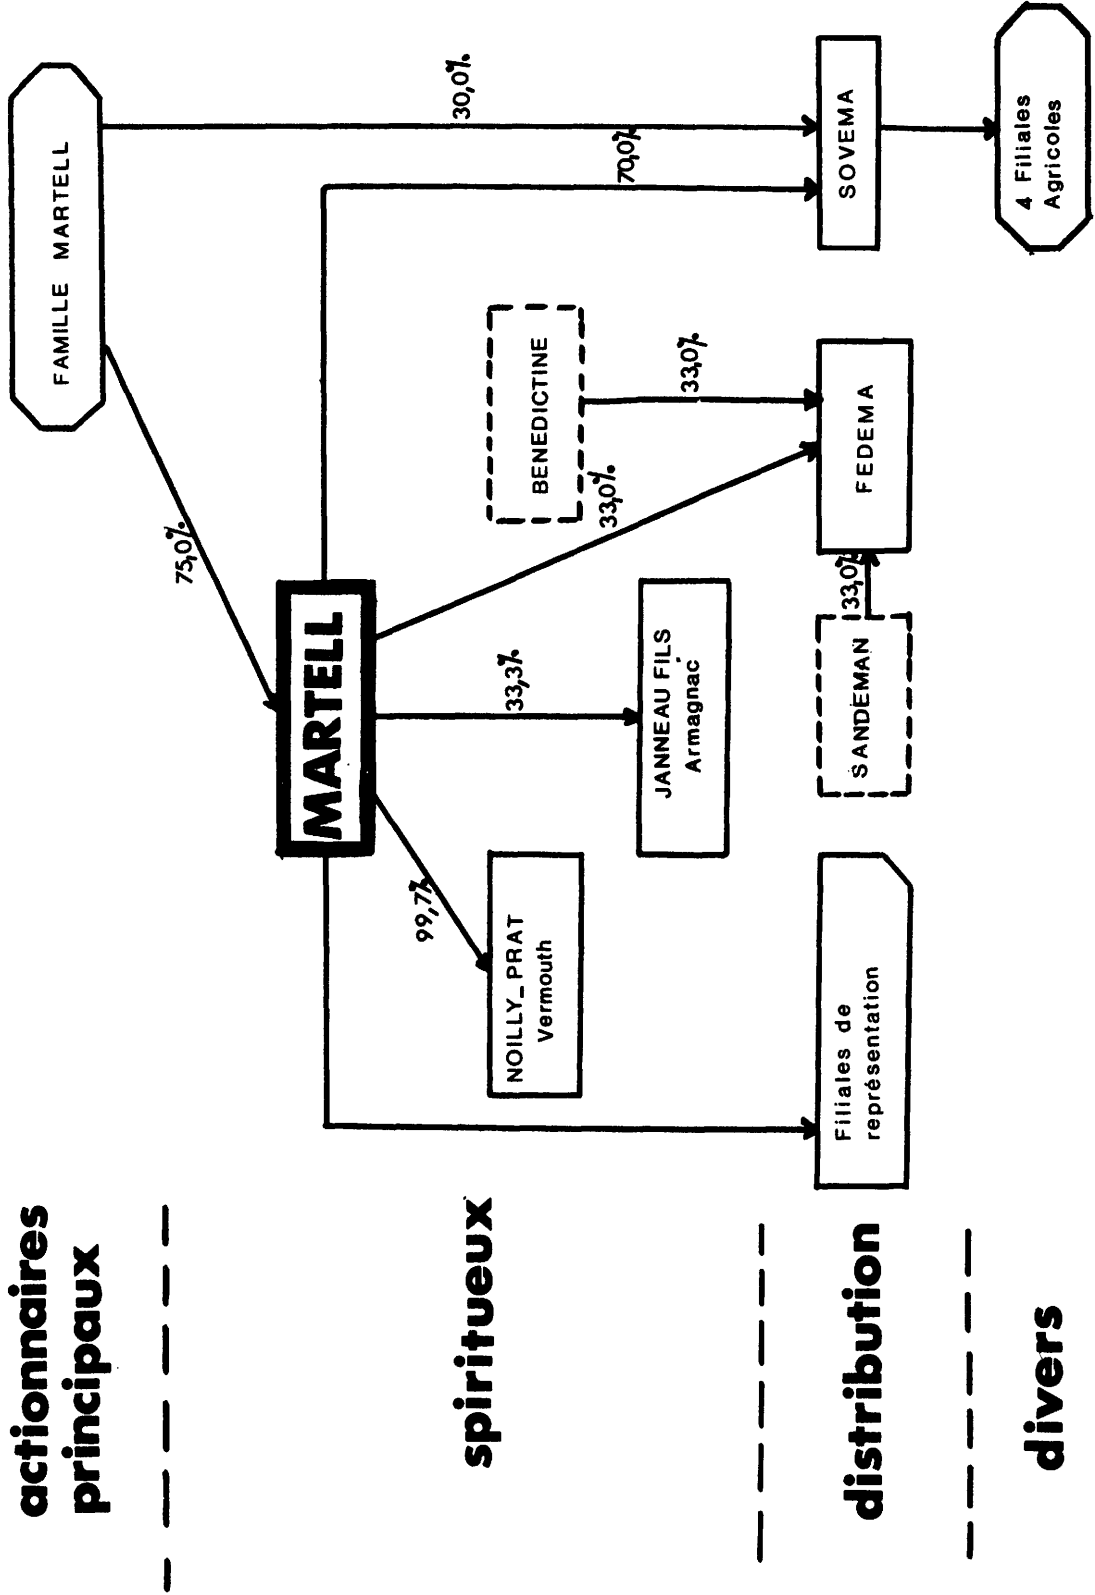 actionnaires
principaux
FAMILLE MARTELL
75,0%
30,0%
spiritueux
MARTELL
99,7%
33,3%
33,0%
70,0%
NOILLY_PRAT
Vermouth
BENEDICTINE
33,0%
JANNEAU FILS
Armagnac
distribution
Filiales de
représentation
SANDEMAN
33,0%
FEDEMA
SOVEMA
divers
4 Filiales
Agricoles